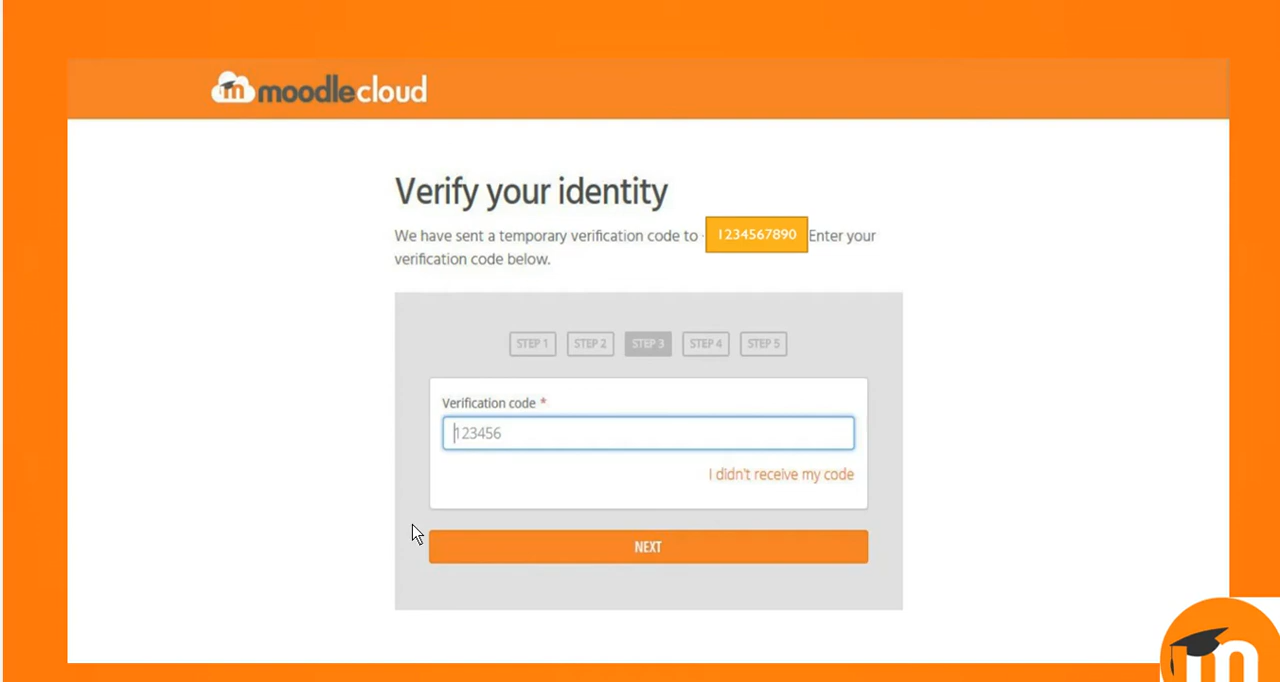 moodlecloud
Verify your identity
We have sent a temporary verification code to 1234567890 Enter your
verification code below.
STEP 1 STEP 2 STEP 3 STEP 4 STEP 5
Verification code *
123456
I didn't receive my code
NEXT
m